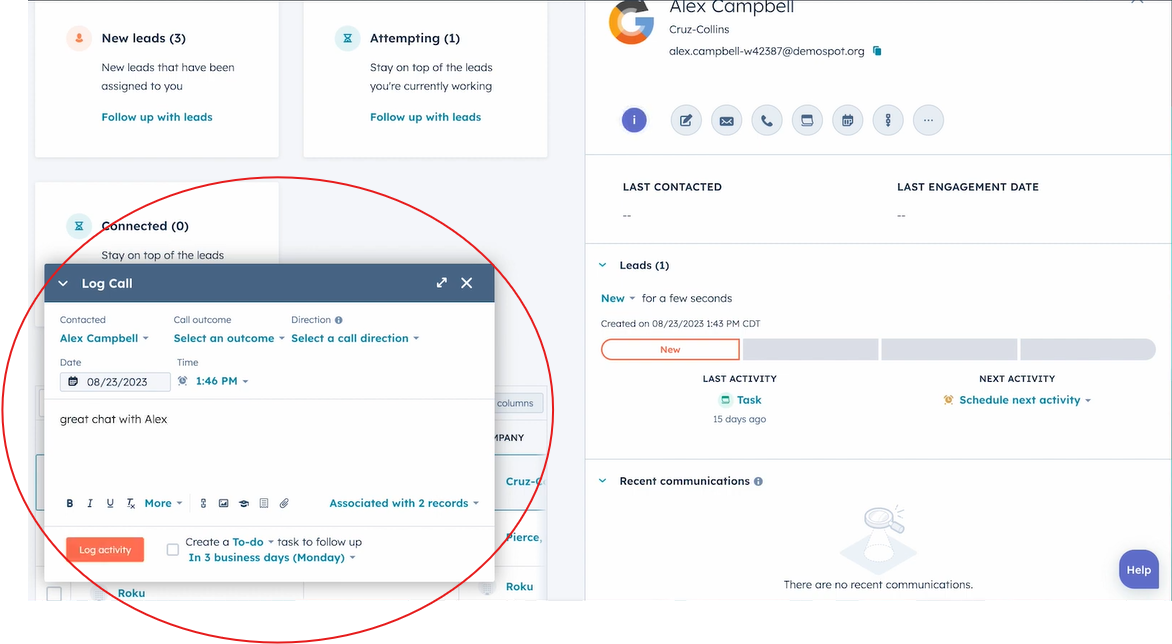 New leads (3)
New leads that have been
assigned to you
Follow up with leads
Attempting (1)
Stay on top of the leads
you're currently working
Follow up with leads
Connected (0)
Stay on top of the leads
Log Call
Contacted
Alex Campbell
Call outcome
Select an outcome
Direction
Select a call direction
Date
08/23/2023
Time
1:46 PM
great chat with Alex
B I U Tx More
Associated with 2 records
Log activity
Create a To-do task to follow up
In 3 business days (Monday)
columns
MPANY
Cruz-C
Pierce,
Roku
Roku
Alex Campbell
Cruz-Collins
alex.campbell-w42387@demospot.org
LAST CONTACTED
--
LAST ENGAGEMENT DATE
--
Leads (1)
New for a few seconds
Created on 08/23/2023 1:43 PM CDT
New
LAST ACTIVITY
Task
15 days ago
NEXT ACTIVITY
Schedule next activity
Recent communications
There are no recent communications.
Help